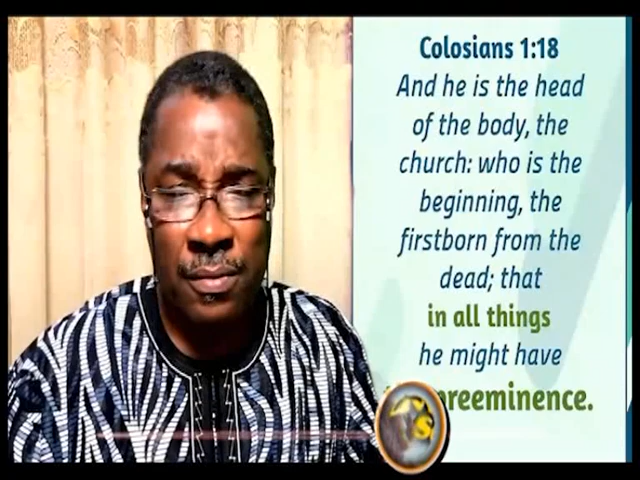 Colosians 1:18
And he is the head
of the body, the
church: who is the
beginning, the
firstborn from the
dead; that
in all things
he might have
preeminence.
S